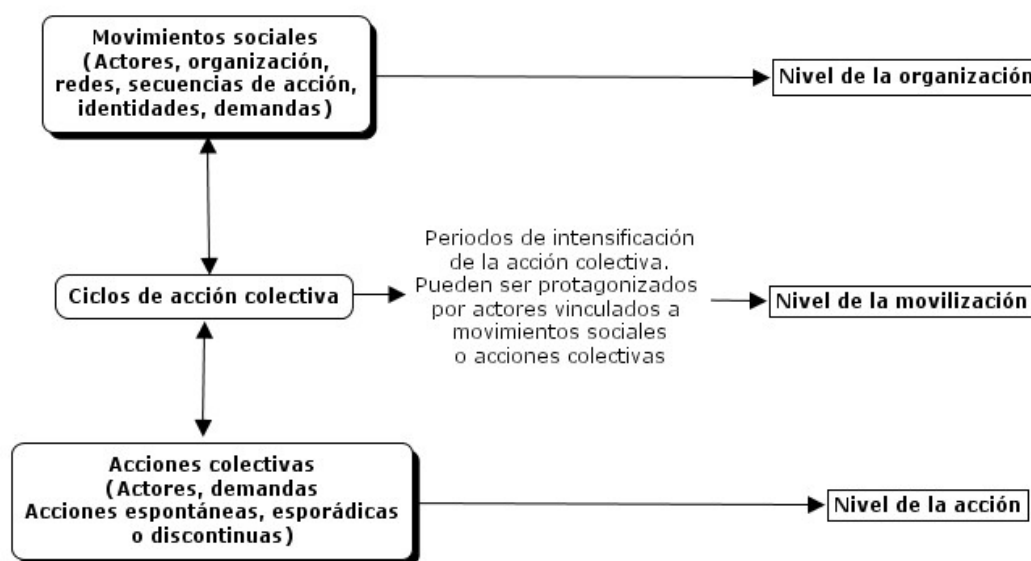 Movimientos sociales
(Actores, organización,
redes, secuencias de acción,
identidades, demandas)
Nivel de la organización
Ciclos de acción colectiva
Periodos de intensificación
de la acción colectiva.
Pueden ser protagonizados
por actores vinculados a
movimientos sociales
o acciones colectivas
Nivel de la movilización
Acciones colectivas
(Actores, demandas
Acciones espontáneas, esporádicas
o discontinuas)
Nivel de la acción